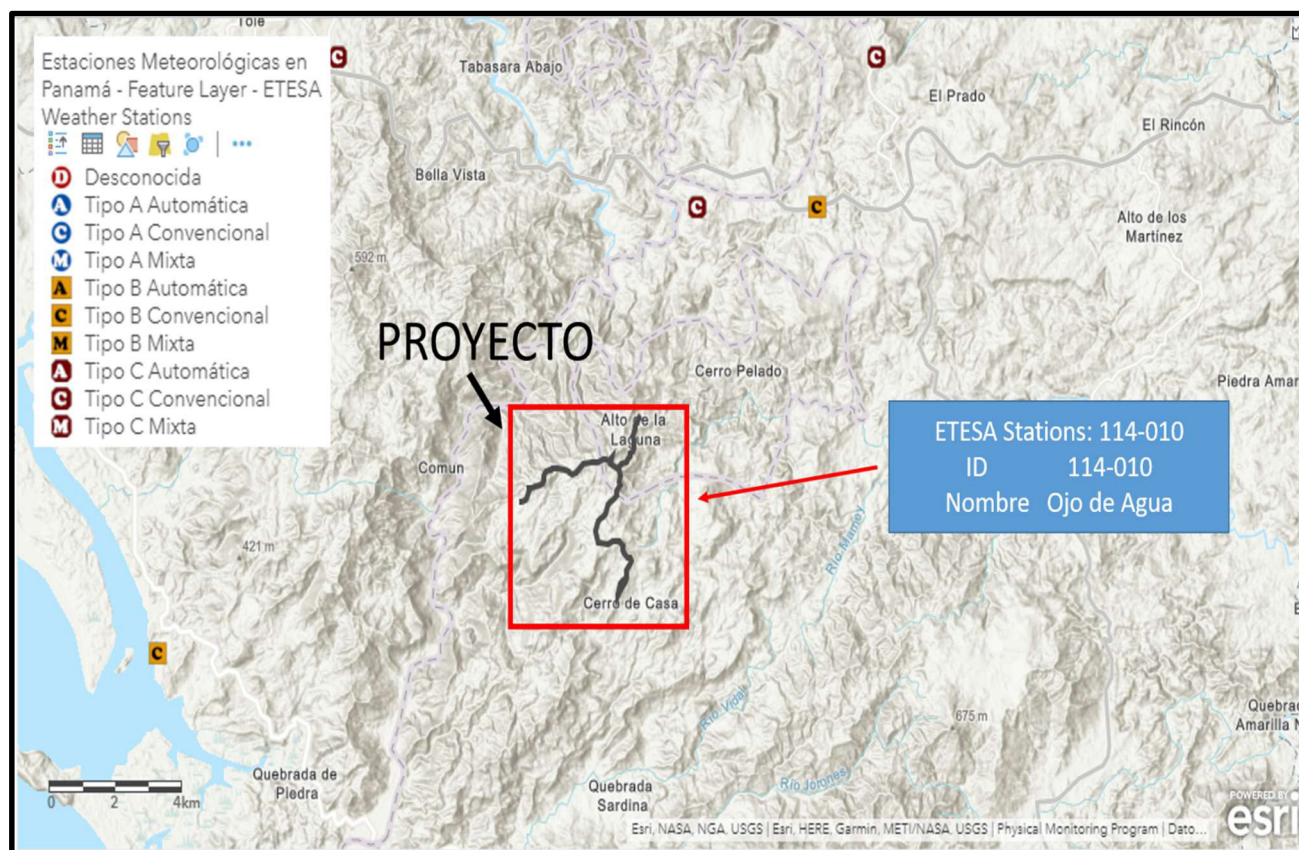 Tolé
Estaciones Meteorológicas en
Panamá - Feature Layer - ETESA
Weather Stations
D Desconocida
A Tipo A Automática
C Tipo A Convencional
M Tipo A Mixta
A Tipo B Automática
C Tipo B Convencional
M Tipo B Mixta
A Tipo C Automática
C Tipo C Convencional
M Tipo C Mixta
C
Tabasara Abajo
C
El Prado
El Rincón
Bella Vista
C
C
Alto de los
Martínez
592 m
PROYECTO
Cerro Pelado
Piedra Amar
Alto de la
Laguna
ETESA Stations: 114-010
ID 114-010
Nombre Ojo de Agua
Comun
421 m
Río Mamey
Cerro de Casa
C
Río Vidal
675 m
Quebrad
Amarilla N
Quebrada de
Piedra
Quebrada
Sardina
Río Jorones
0 2 4km
POWERED BY
esri
Esri, NASA, NGA, USGS | Esri, HERE, Garmin, METI/NASA, USGS | Physical Monitoring Program | Dato...